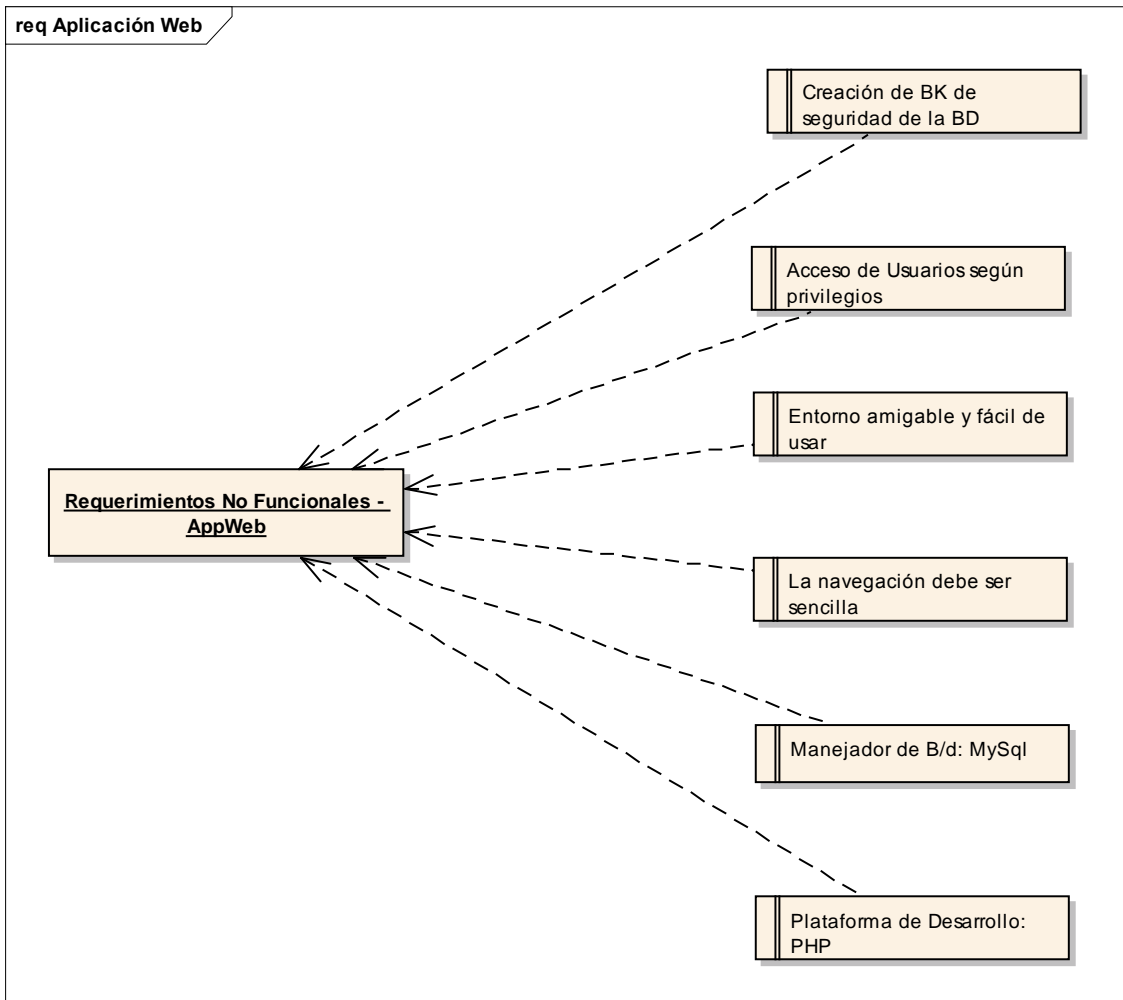 req Aplicación Web
Creación de BK de
seguridad de la BD
Acceso de Usuarios según
privilegios
Entorno amigable y fácil de
usar
Requerimientos No Funcionales -
AppWeb
La navegación debe ser
sencilla
Manejador de B/d: MySql
Plataforma de Desarrollo:
PHP